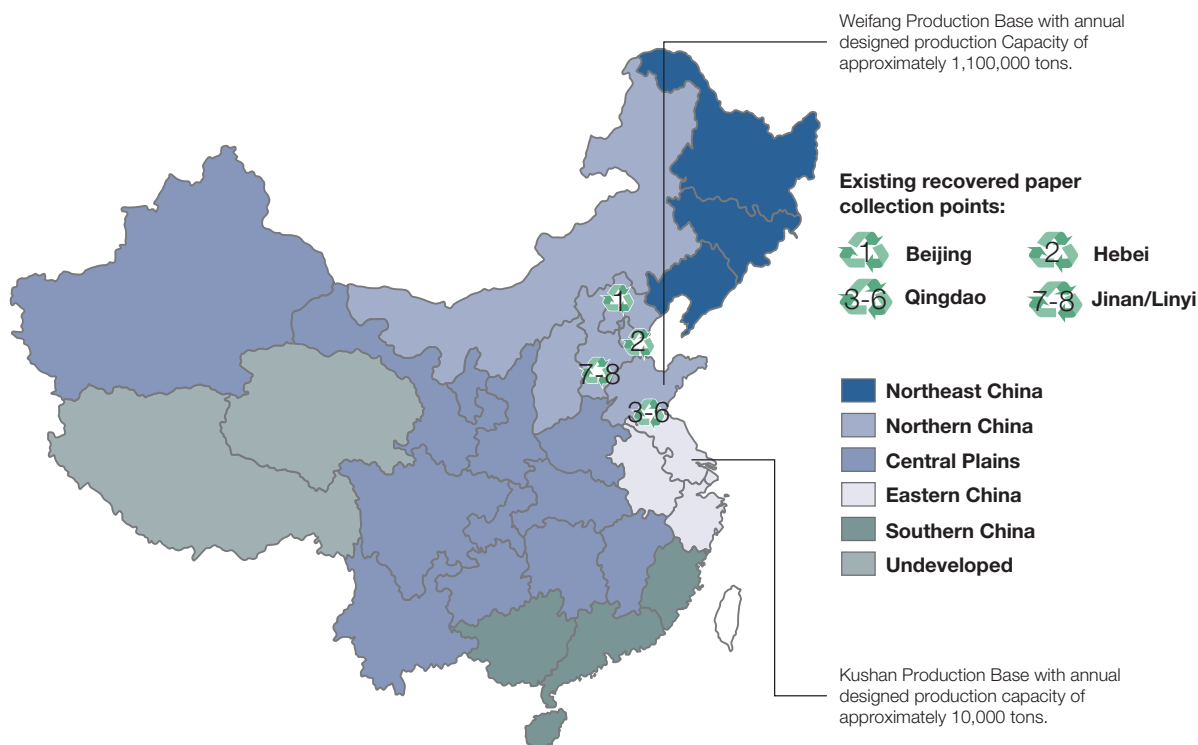 Weifang Production Base with annual
designed production Capacity of
approximately 1,100,000 tons.
Existing recovered paper
collection points:
1 Beijing
2 Hebei
3-6 Qingdao
7-8 Jinan/Linyi
1
2
7-8
3-6
Northeast China
Northern China
Central Plains
Eastern China
Southern China
Undeveloped
Kushan Production Base with annual
designed production capacity of
approximately 10,000 tons.